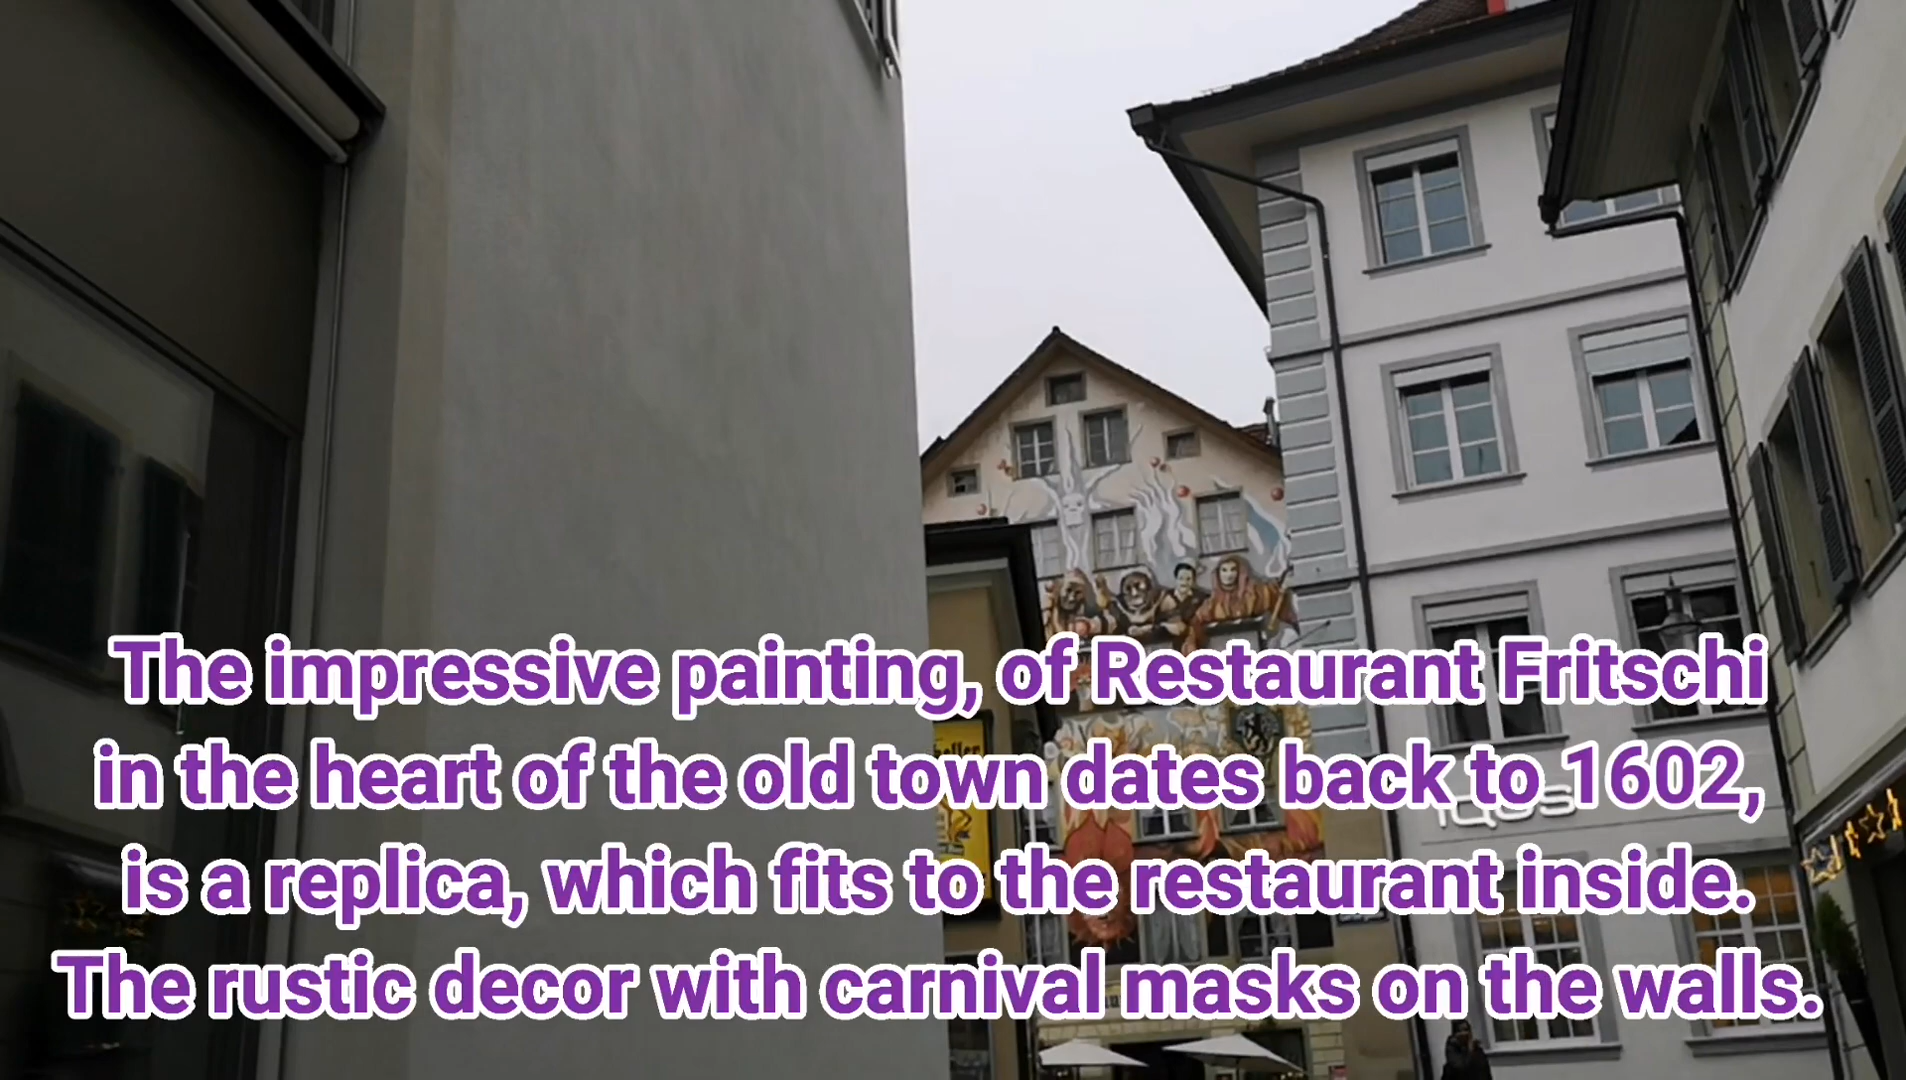 The impressive painting, of Restaurant Fritschi
in the heart of the old town dates back to 1602,
is a replica, which fits to the restaurant inside.
The rustic decor with carnival masks on the walls.
IQOS